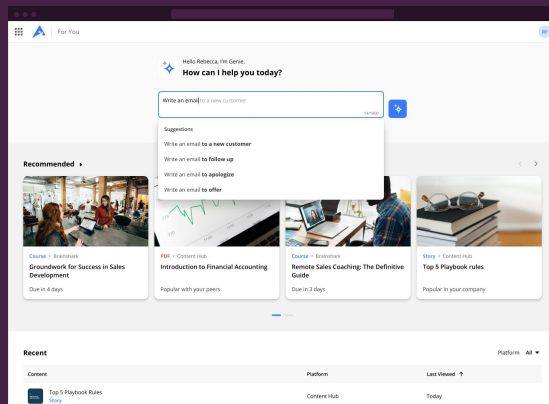 For You
RF
Hello Rebecca, I'm Genie.
How can I help you today?
Write an email to a new customer
14/1000
Suggestions
Write an email to a new customer
Write an email to follow up
Write an email to apologize
Write an email to offer
Recommended
Course • Brainshark
Groundwork for Success in Sales
Development
Due in 4 days
PDF • Content Hub
Introduction to Financial Accounting
Popular with your peers
Course • Brainshark
Remote Sales Coaching: The Definitive
Guide
Due in 3 days
Story • Content Hub
Top 5 Playbook rules
Popular in your company
Recent
Platform All
Content Platform Last Viewed
Top 5 Playbook Rules
Story
Content Hub
Today